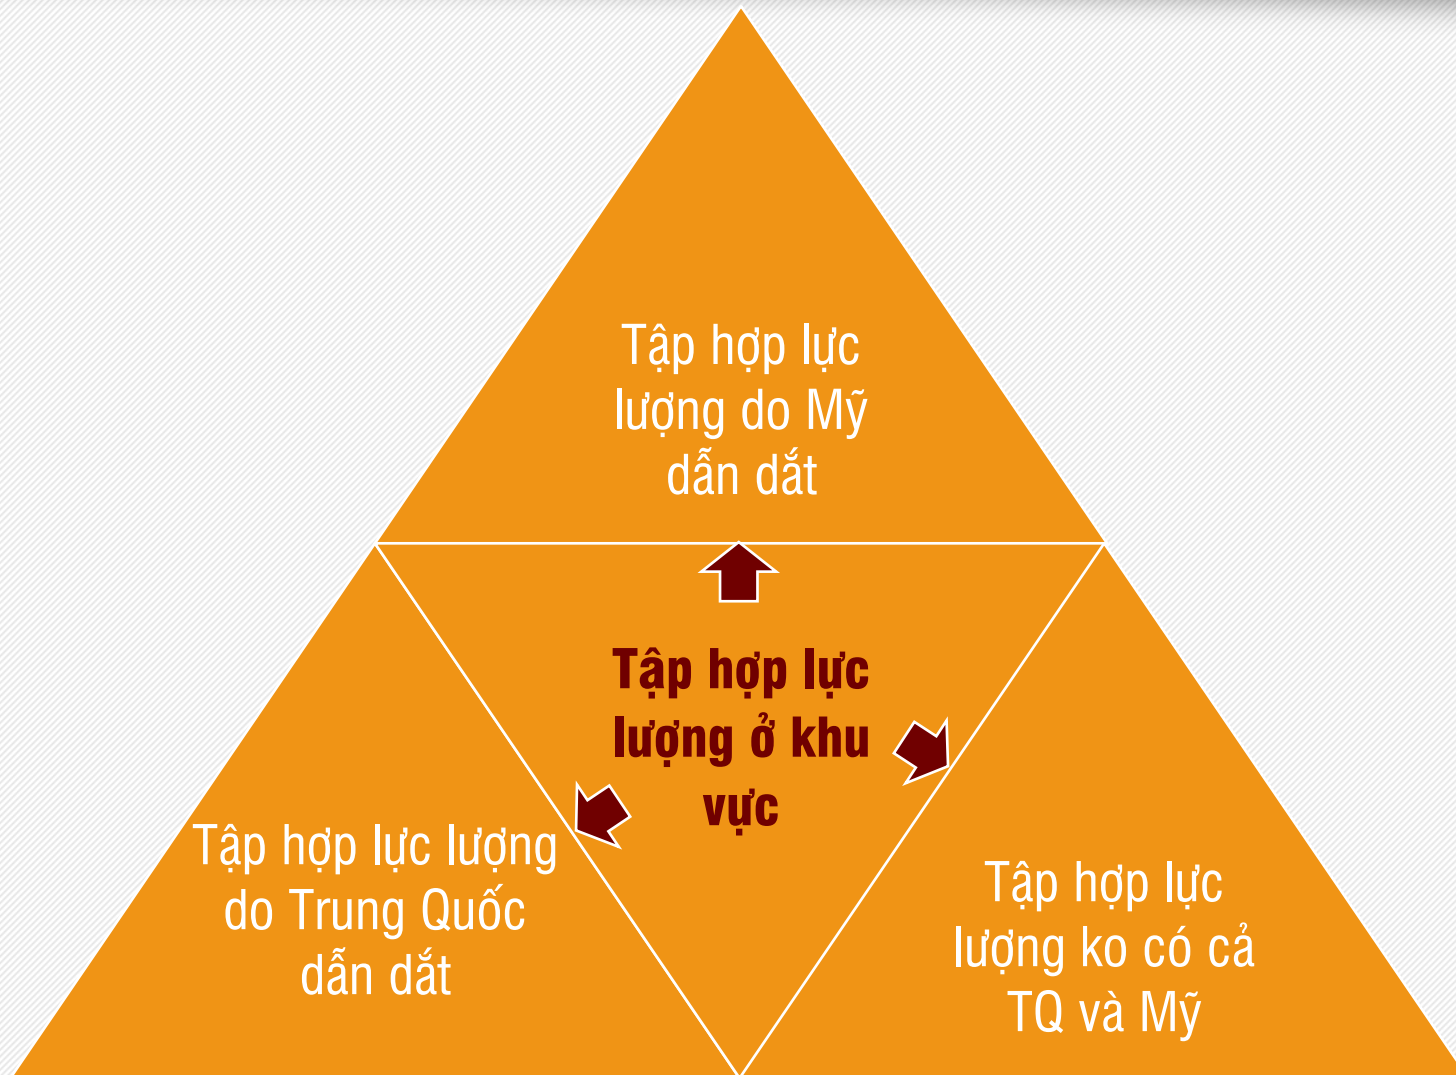 Tập hợp lực
lượng do Mỹ
dẫn dắt
Tập hợp lực
lượng ở khu
vực
Tập hợp lực lượng
do Trung Quốc
dẫn dắt
Tập hợp lực
lượng ko có cả
TQ và Mỹ